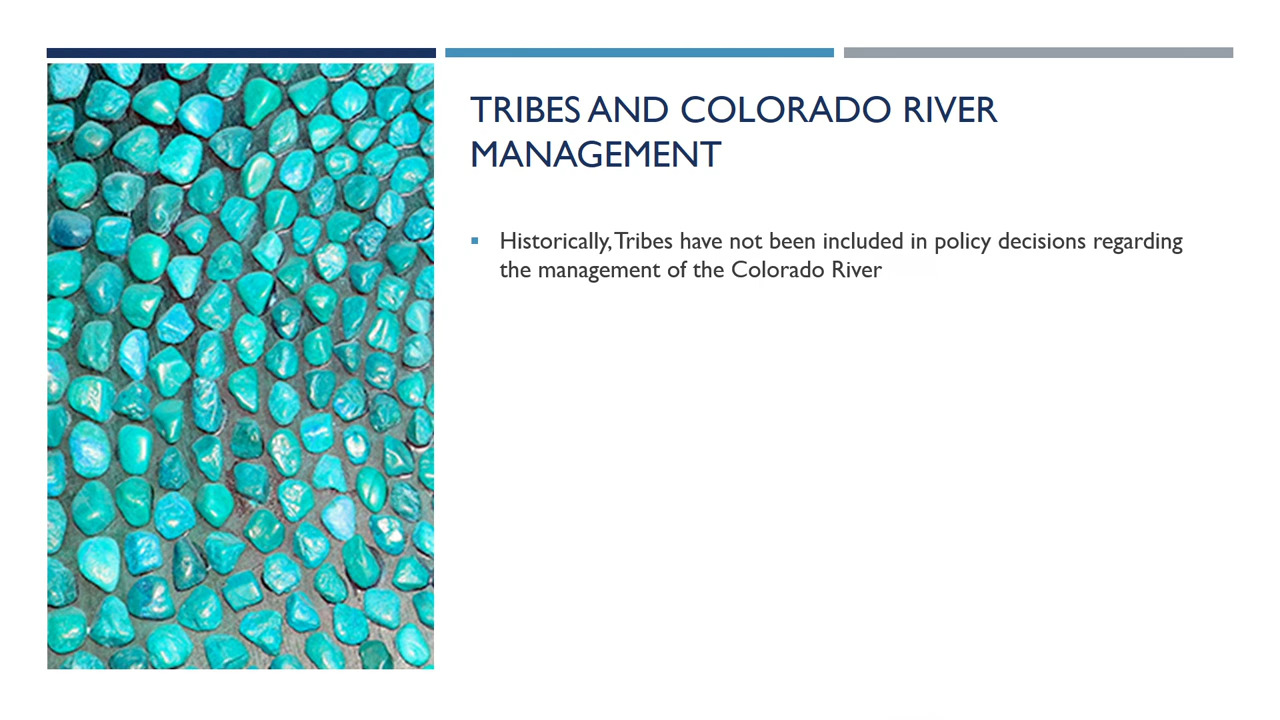 TRIBES AND COLORADO RIVER
MANAGEMENT
Historically, Tribes have not been included in policy decisions regarding
the management of the Colorado River